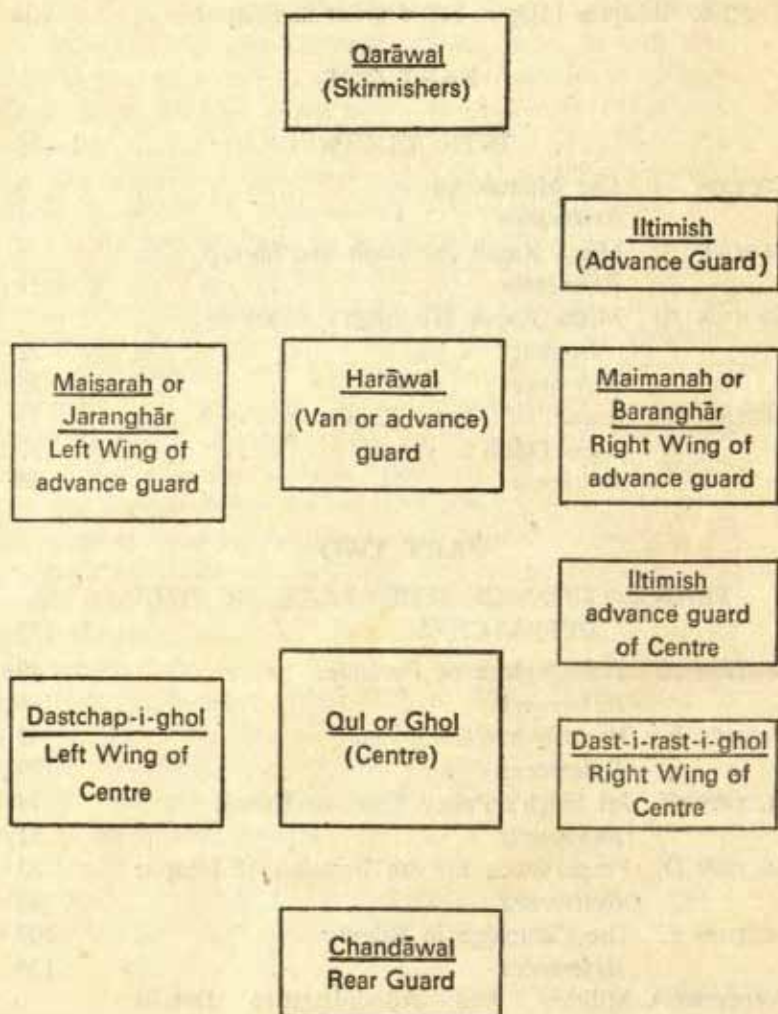 Qarāwal
(Skirmishers)
Iltimish
(Advance Guard)
Maisarah or
Jaranghār
Left Wing of
advance guard
Harāwal
(Van or advance)
guard
Maimanah or
Baranghār
Right Wing of
advance guard
Iltimish
advance guard
of Centre
Dastchap-i-ghol
Left Wing of
Centre
Qul or Ghol
(Centre)
Dast-i-rast-i-ghol
Right Wing of
Centre
Chandāwal
Rear Guard